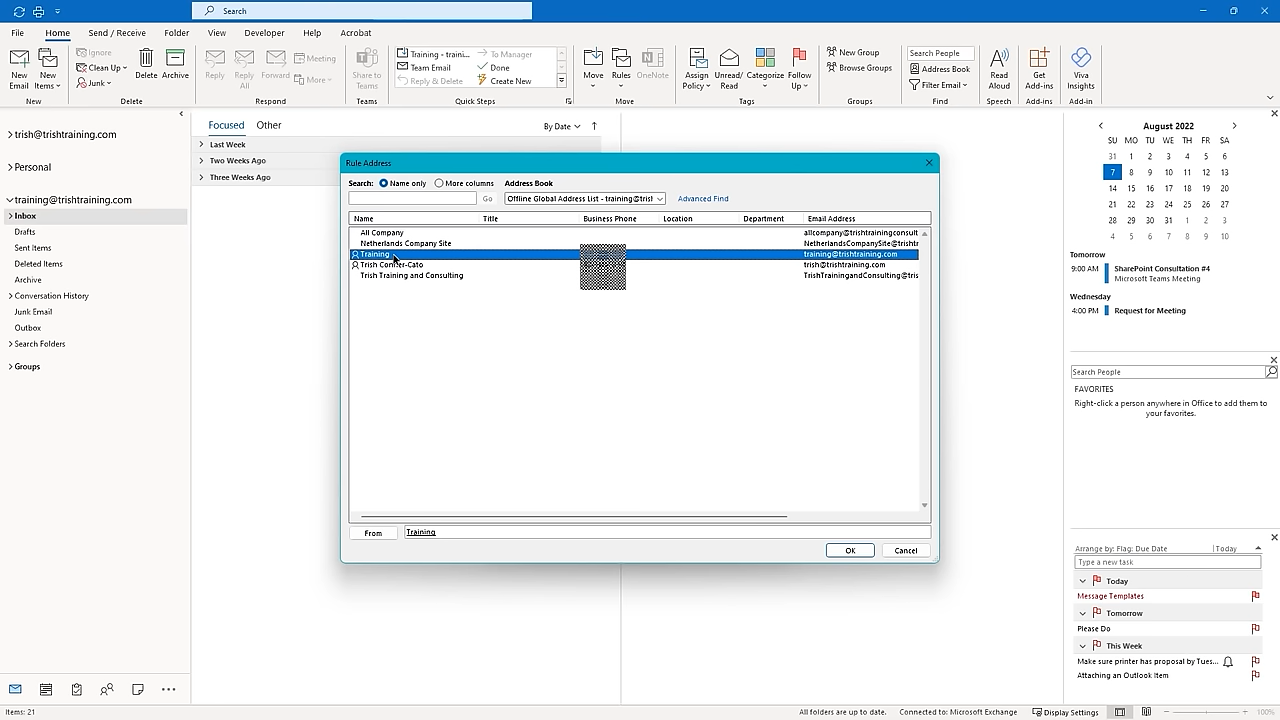 Search
File Home Send / Receive Folder View Developer Help Acrobat
New Email
New Items
New
Ignore
Clean Up
Junk
Delete
Archive
Delete
Reply
Reply All
Forward
Meeting
More
Respond
Share to Teams
Teams
Training - traini...
Team Email
Reply & Delete
To Manager
Done
Create New
Quick Steps
Move
Rules
OneNote
Move
Assign Policy
Unread/ Read
Categorize
Follow Up
Tags
New Group
Browse Groups
Groups
Search People
Address Book
Filter Email
Find
Read Aloud
Speech
Get Add-ins
Add-ins
Viva Insights
Add-in
trish@trishtraining.com
Personal
training@trishtraining.com
Inbox
Drafts
Sent Items
Deleted Items
Archive
Conversation History
Junk Email
Outbox
Search Folders
Groups
Focused Other By Date
Last Week
Two Weeks Ago
Three Weeks Ago
Rule Address
Search: Name only More columns Address Book
Go Offline Global Address List - training@trist Advanced Find
Name Title Business Phone Location Department Email Address
All Company allcompany@trishtrainingconsult
Netherlands Company Site NetherlandsCompanySite@trishtr
Training training@trishtraining.com
Trish Conner-Cato trish@trishtraining.com
Trish Training and Consulting TrishTrainingandConsulting@tris
From Training
OK Cancel
August 2022
SU MO TU WE TH FR SA
31 1 2 3 4 5 6
7 8 9 10 11 12 13
14 15 16 17 18 19 20
21 22 23 24 25 26 27
28 29 30 31 1 2 3
4 5 6 7 8 9 10
Tomorrow
9:00 AM SharePoint Consultation #4
Microsoft Teams Meeting
Wednesday
4:00 PM Request for Meeting
Search People
FAVORITES
Right-click a person anywhere in Office to add them to
your favorites.
Arrange by: Flag: Due Date Today
Type a new task
Today
Message Templates
Tomorrow
Please Do
This Week
Make sure printer has proposal by Tues...
Attaching an Outlook Item
Items: 21 All folders are up to date. Connected to: Microsoft Exchange Display Settings 100%